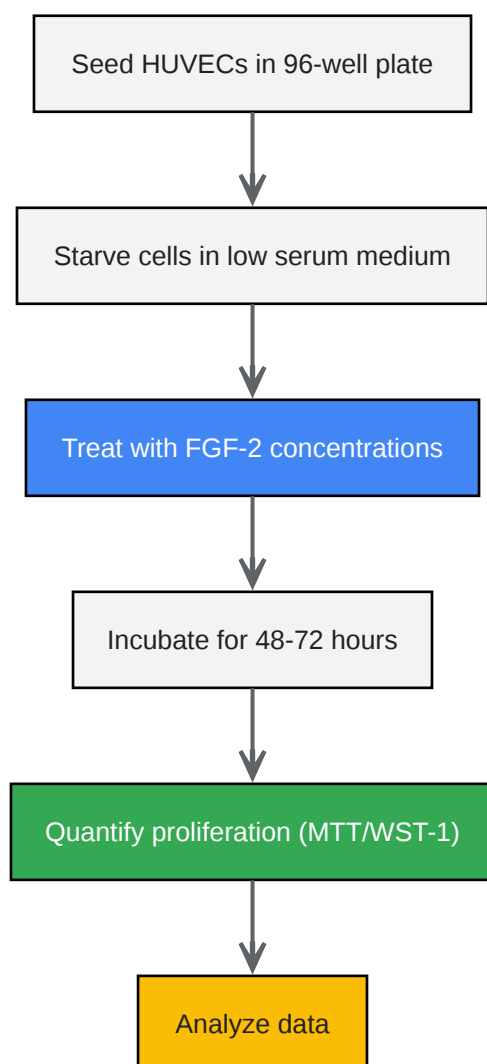 Seed HUVECs in 96-well plate
Starve cells in low serum medium
Treat with FGF-2 concentrations
Incubate for 48-72 hours
Quantify proliferation (MTT/WST-1)
Analyze data